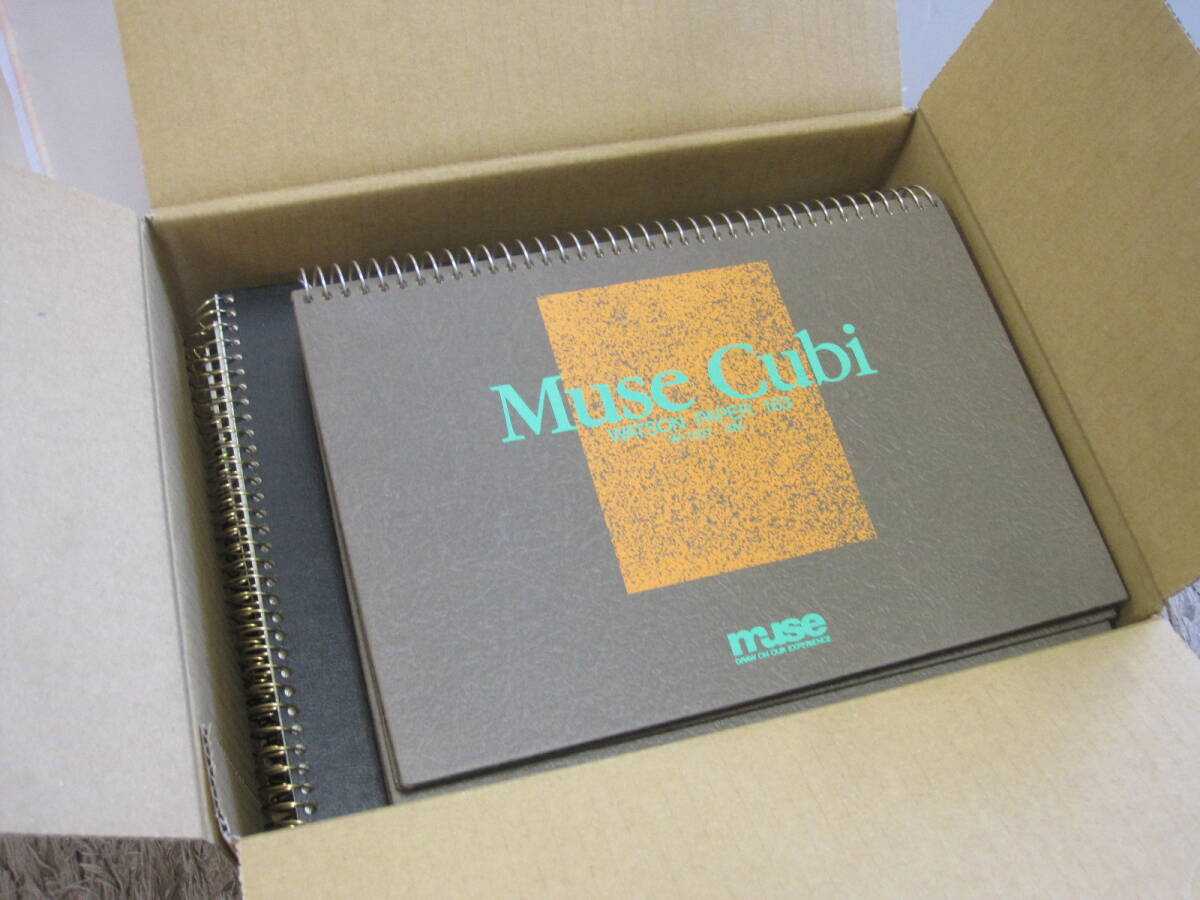 Muse Cubi
WATSON PAPER 163
muse
DRAW ON OUR EXPERIENCE